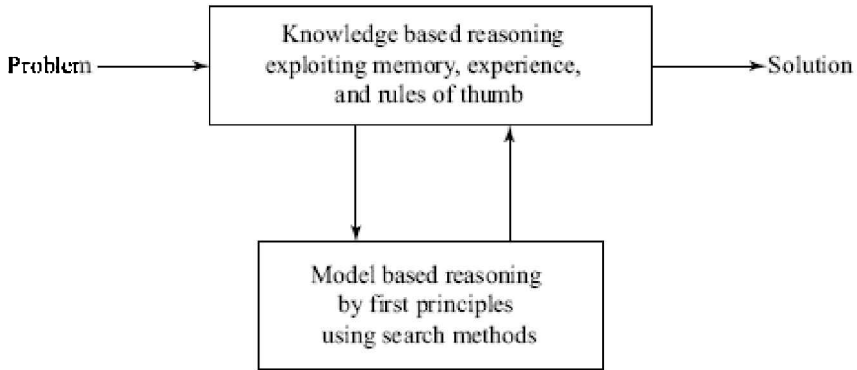 Problem
Knowledge based reasoning
exploiting memory, experience,
and rules of thumb
Solution
Model based reasoning
by first principles
using search methods